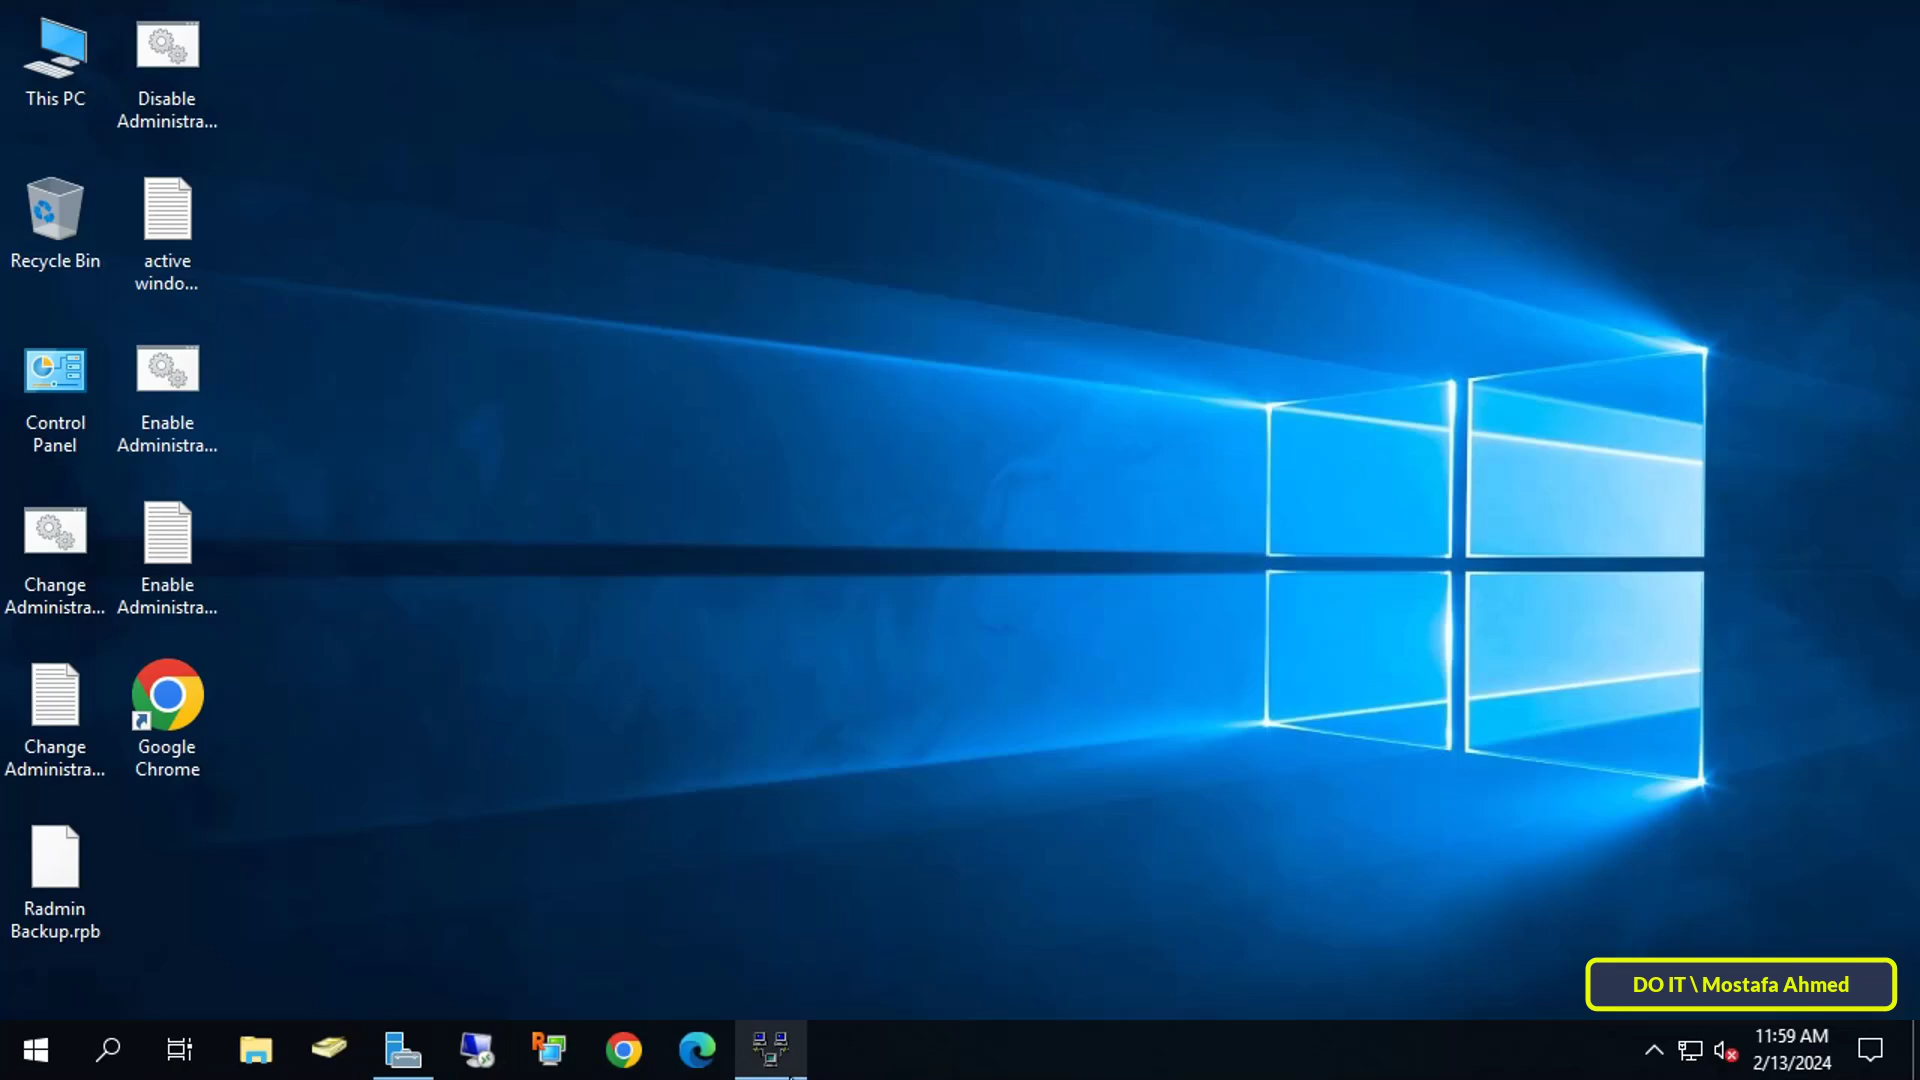 This PC
Disable
Administra...
Recycle Bin
active
windo...
Control
Panel
Enable
Administra...
Change
Administra...
Enable
Administra...
Change
Administra...
Google
Chrome
Radmin
Backup.rpb
DO IT \ Mostafa Ahmed
11:59 AM
2/13/2024